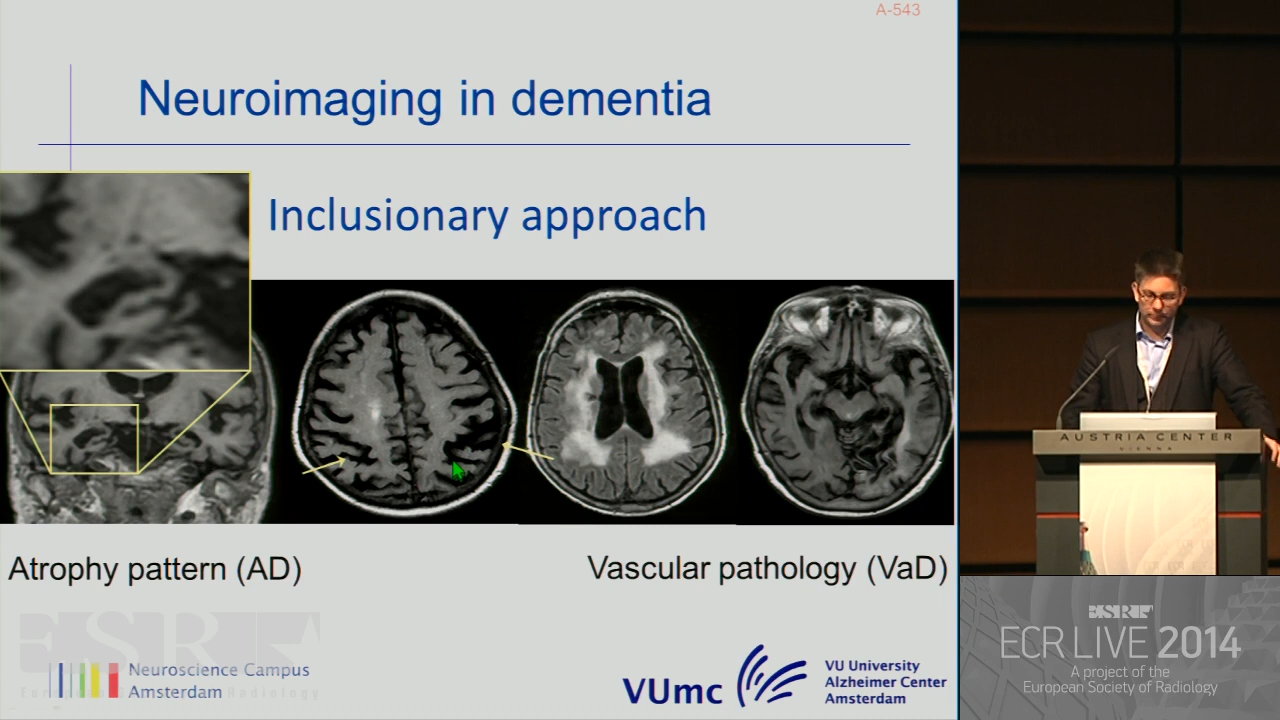 A-543
Neuroimaging in dementia
Inclusionary approach
Atrophy pattern (AD)
Vascular pathology (VaD)
ESR
Neuroscience Campus
Amsterdam
VUmc
VU University
Alzheimer Center
Amsterdam
AUSTRIA CENTER
VIENNA
ESR
ECR LIVE 2014
A project of the
European Society of Radiology